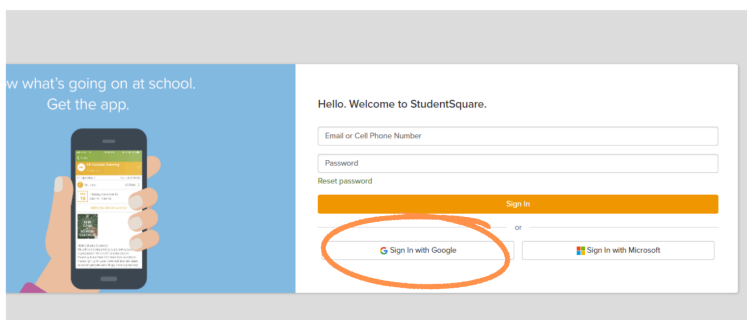 w what's going on at school.
Get the app.
Hello. Welcome to StudentSquare.
Email or Cell Phone Number
Password
Reset password
Sign In
or
Sign In with Google
Sign In with Microsoft